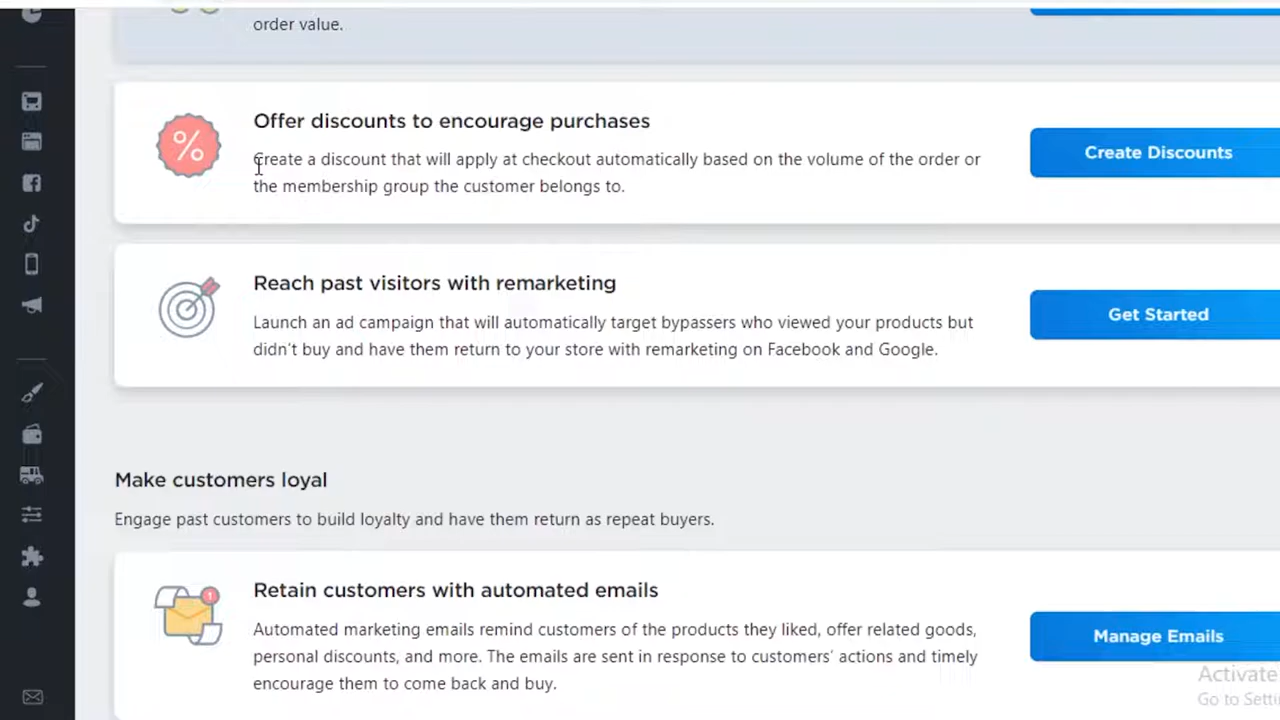 order value.
Offer discounts to encourage purchases
Create a discount that will apply at checkout automatically based on the volume of the order or
the membership group the customer belongs to.
Create Discounts
Reach past visitors with remarketing
Launch an ad campaign that will automatically target bypassers who viewed your products but
didn't buy and have them return to your store with remarketing on Facebook and Google.
Get Started
Make customers loyal
Engage past customers to build loyalty and have them return as repeat buyers.
Retain customers with automated emails
1
Automated marketing emails remind customers of the products they liked, offer related goods,
personal discounts, and more. The emails are sent in response to customers' actions and timely
encourage them to come back and buy.
Manage Emails
Activate
Go to Setti